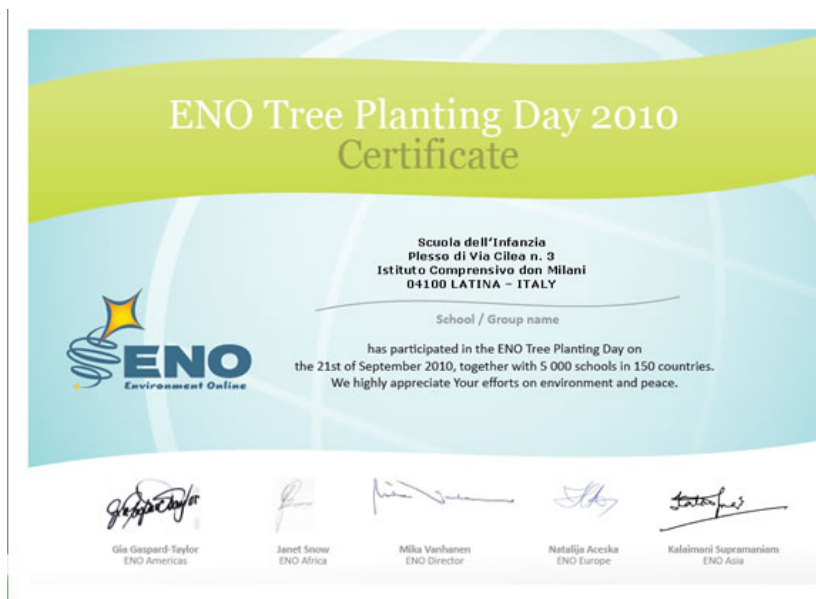 ENO Tree Planting Day 2010
Certificate
Scuola dell'Infanzia
Plesso di Via Cilea n. 3
Istituto Comprensivo don Milani
04100 LATINA – ITALY
School / Group name
ENO
Environment Online
has participated in the ENO Tree Planting Day on
the 21st of September 2010, together with 5 000 schools in 150 countries.
We highly appreciate Your efforts on environment and peace.
Gia Gaspard-Taylor
ENO Americas
Janet Snow
ENO Africa
Mika Vanhanen
ENO Director
Natalija Aceska
ENO Europe
Kalaimani Supramaniam
ENO Asia